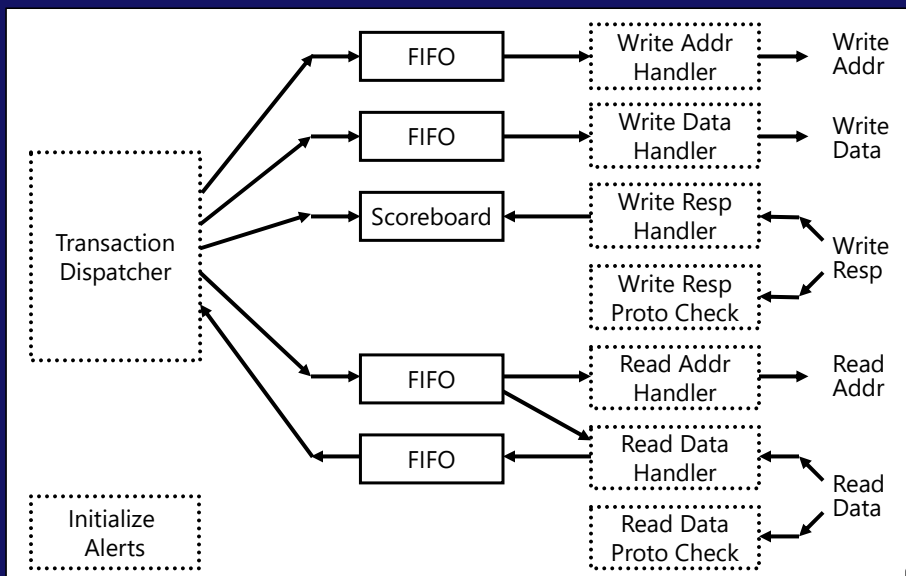 FIFO
Write Addr
Handler
Write
Addr
FIFO
Write Data
Handler
Write
Data
Transaction
Dispatcher
Scoreboard
Write Resp
Handler
Write
Resp
Write Resp
Proto Check
FIFO
Read Addr
Handler
Read
Addr
FIFO
Read Data
Handler
Read
Data
Initialize
Alerts
Read Data
Proto Check